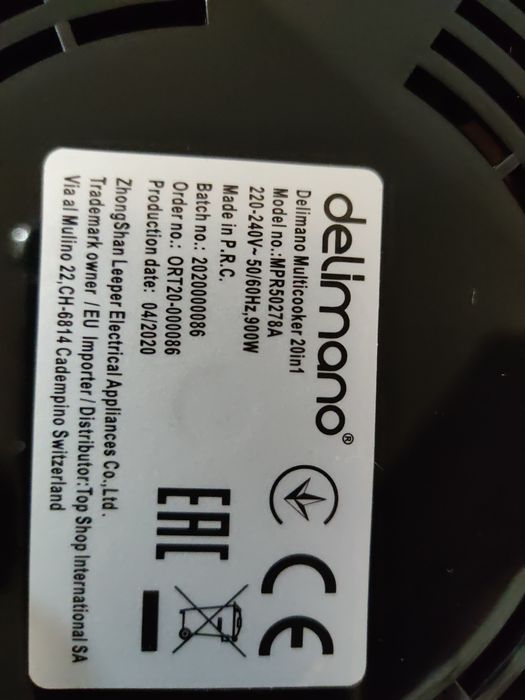 delimano®
Delimano Multicooker 20in1
Model no.:MPR50278A
220-240V~ 50/60Hz,900W
Made in P.R.C.
Batch no.: 2020000086
Order no.: ORT20-000086
Production date: 04/2020
ZhongStan Leeper Electrical Appliances Co.,Ltd.
Trademark owner / EU Importer / Distributor:Top Shop International SA
Via al Mulino 22,CH-6814 Cadempino Switzerland
CE
EAC